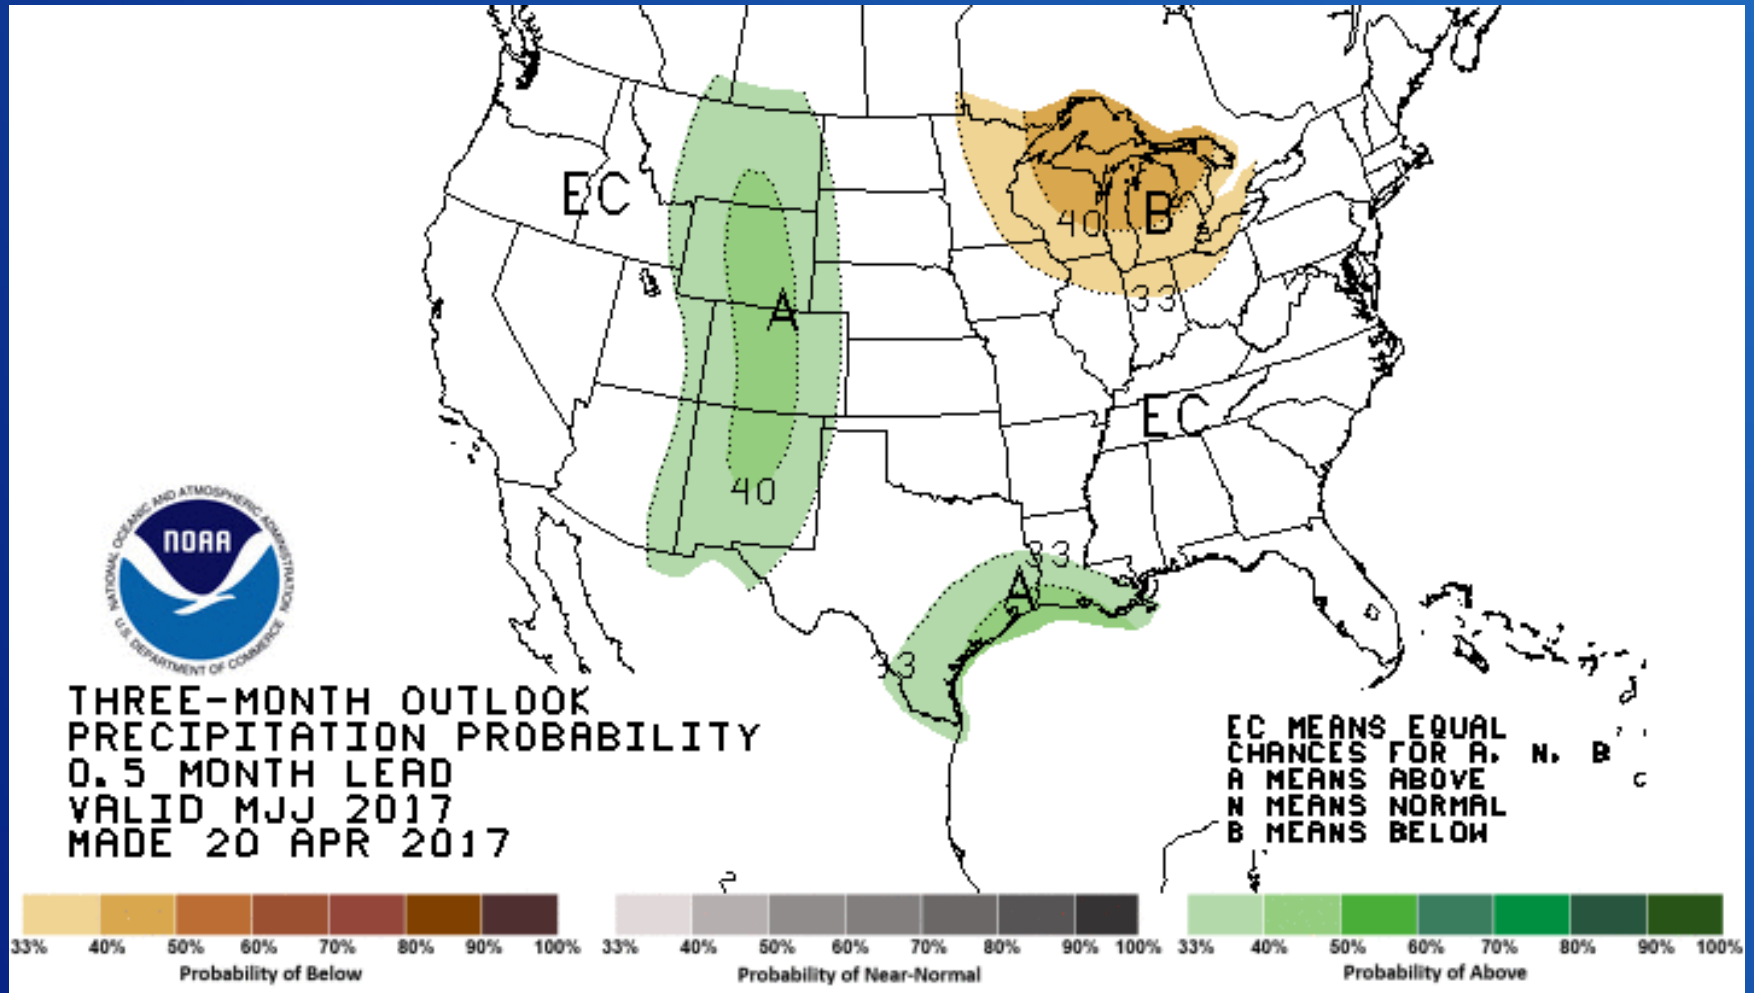 EC
A
40
B
40
33
EC
33
A
33
NATIONAL OCEANIC AND ATMOSPHERIC ADMINISTRATION
NOAA
U.S. DEPARTMENT OF COMMERCE
THREE-MONTH OUTLOOK
PRECIPITATION PROBABILITY
0.5 MONTH LEAD
VALID MJJ 2017
MADE 20 APR 2017
EC MEANS EQUAL
CHANCES FOR A, N, B
A MEANS ABOVE
N MEANS NORMAL
B MEANS BELOW
33% 40% 50% 60% 70% 80% 90% 100%
Probability of Below
33% 40% 50% 60% 70% 80% 90% 100%
Probability of Near-Normal
33% 40% 50% 60% 70% 80% 90% 100%
Probability of Above